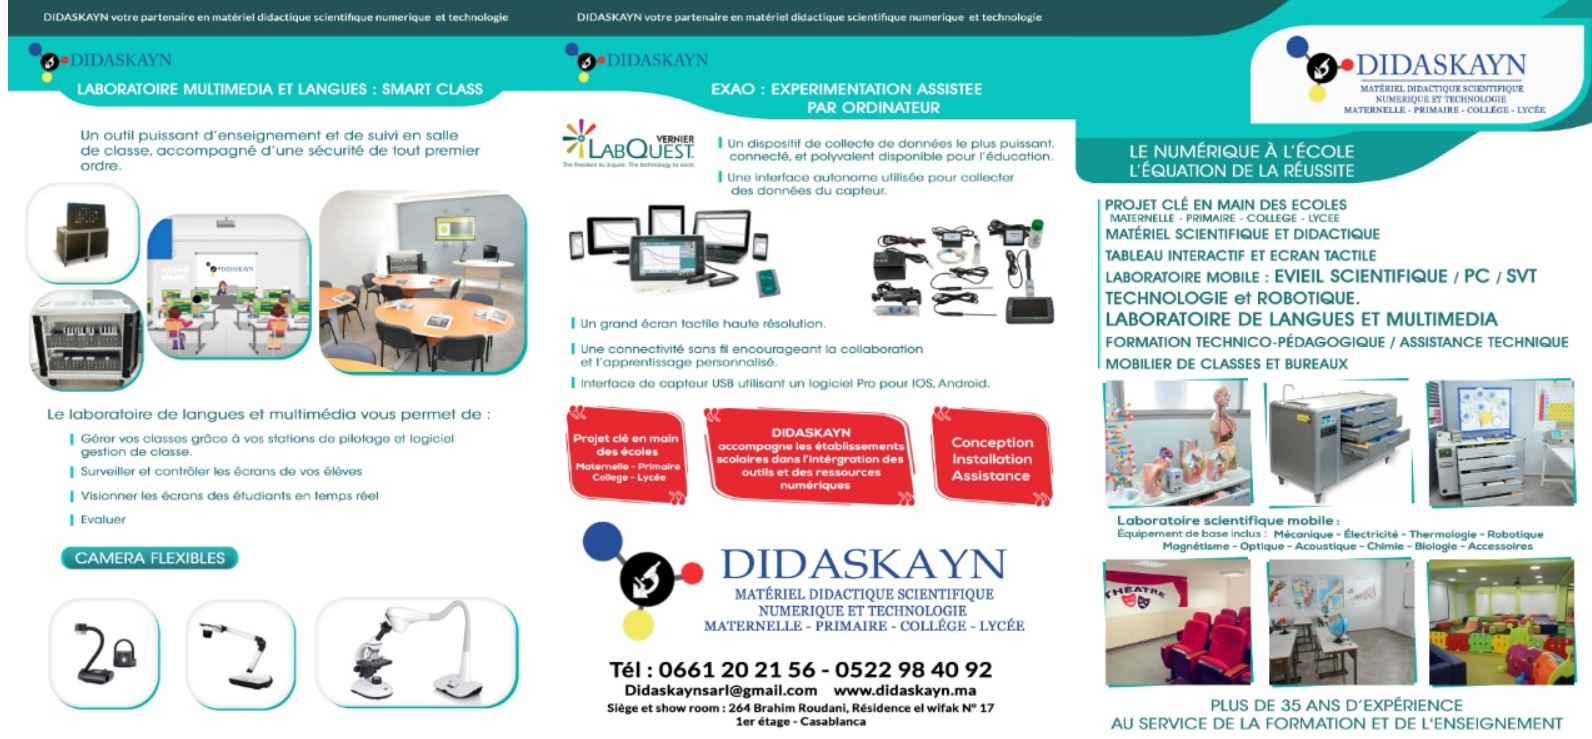 DIDASKAYN votre partenaire en matériel didactique scientifique numerique et technologie
DIDASKAYN
LABORATOIRE MULTIMEDIA ET LANGUES : SMART CLASS
Un outil puissant d'enseignement et de suivi en salle
de classe, accompagné d'une sécurité de tout premier
ordre.
DIDASKAYN
Le laboratoire de langues et multimédia vous permet de :
Gérer vos classes grâce à vos stations de pilotage et logiciel
gestion de classe.
Surveiller et contrôler les écrans de vos élèves
Visionner les écrans des étudiants en temps réel
Evaluer
CAMERA FLEXIBLES
DIDASKAYN votre partenaire en matériel didactique scientifique numerique et technologie
DIDASKAYN
EXAO : EXPERIMENTATION ASSISTEE
PAR ORDINATEUR
VERNIER
LABQUEST
The freedom to inquire. The technology to excel.
Un dispositif de collecte de données le plus puissant,
connecté, et polyvalent disponible pour l'éducation.
Une interface autonome utilisée pour collecter
des données du capteur.
Un grand écran tactile haute résolution.
Une connectivité sans fil encourageant la collaboration
et l'apprentissage personnalisé.
Interface de capteur USB utilisant un logiciel Pro pour IOS, Android.
Projet clé en main
des écoles
Maternelle - Primaire
College - Lycée
DIDASKAYN
accompagne les établissements
scolaires dans l'intérgration des
outils et des ressources
numériques
Conception
Installation
Assistance
DIDASKAYN
MATÉRIEL DIDACTIQUE SCIENTIFIQUE
NUMERIQUE ET TECHNOLOGIE
MATERNELLE - PRIMAIRE - COLLÉGE - LYCÉE
Tél : 0661 20 21 56 - 0522 98 40 92
Didaskaynsarl@gmail.com www.didaskayn.ma
Siège et show room : 264 Brahim Roudani, Résidence el wifak N° 17
1er étage - Casablanca
DIDASKAYN
MATÉRIEL DIDACTIQUE SCIENTIFIQUE
NUMERIQUE ET TECHNOLOGIE
MATERNELLE - PRIMAIRE - COLLÉGE - LYCÉE
LE NUMÉRIQUE À L'ÉCOLE
L'ÉQUATION DE LA RÉUSSITE
PROJET CLÉ EN MAIN DES ECOLES
MATERNELLE - PRIMAIRE - COLLEGE - LYCEE
MATÉRIEL SCIENTIFIQUE ET DIDACTIQUE
TABLEAU INTERACTIF ET ECRAN TACTILE
LABORATOIRE MOBILE : EVIEIL SCIENTIFIQUE / PC / SVT
TECHNOLOGIE et ROBOTIQUE.
LABORATOIRE DE LANGUES ET MULTIMEDIA
FORMATION TECHNICO-PÉDAGOGIQUE / ASSISTANCE TECHNIQUE
MOBILIER DE CLASSES ET BUREAUX
Laboratoire scientifique mobile :
Équipement de base inclus : Mécanique - Électricité - Thermologie - Robotique
Magnétisme - Optique - Acoustique - Chimie - Biologie - Accessoires
THÉATRE
PLUS DE 35 ANS D'EXPÉRIENCE
AU SERVICE DE LA FORMATION ET DE L'ENSEIGNEMENT